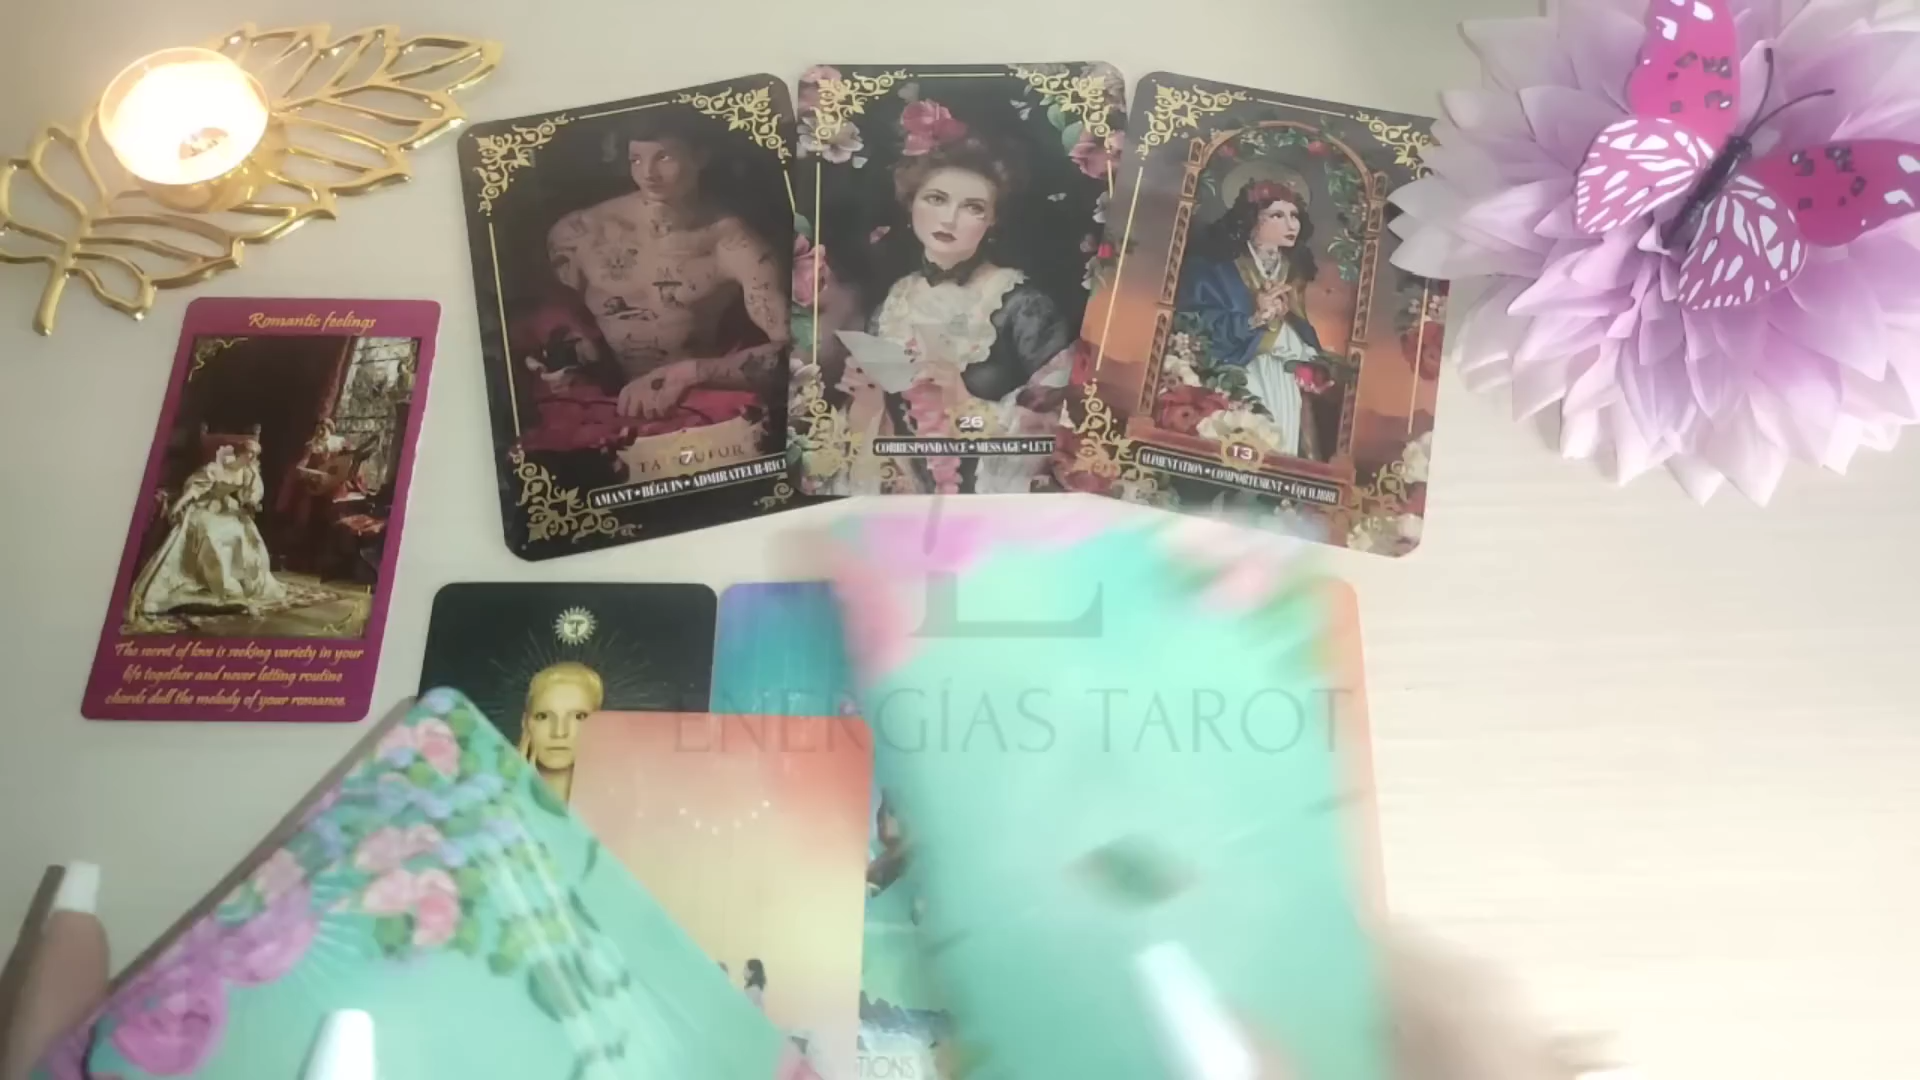 Romantic feelings
The secret of love is seeking variety in your
life together and never letting routine
chords dull the melody of your romance.
7
AMANT • BÉGUIN • ADMIRATEUR
26
CORRESPONDANCE • MESSAGE • LETT
13
ALIMENTATION • COMPORTEMENT • ÉQUILIBRE
E
ENERGÍAS TAROT